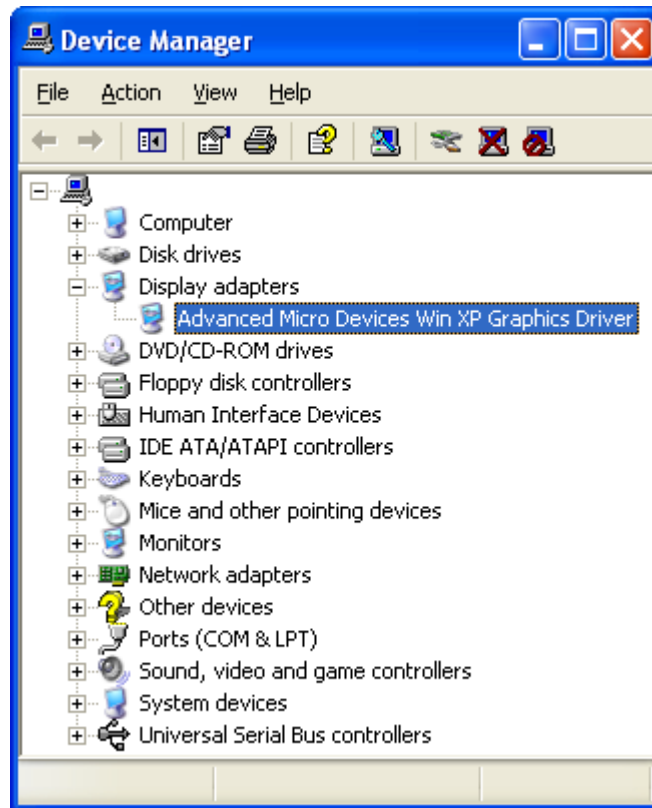 Device Manager
File Action View Help
Computer
Disk drives
Display adapters
Advanced Micro Devices Win XP Graphics Driver
DVD/CD-ROM drives
Floppy disk controllers
Human Interface Devices
IDE ATA/ATAPI controllers
Keyboards
Mice and other pointing devices
Monitors
Network adapters
Other devices
Ports (COM & LPT)
Sound, video and game controllers
System devices
Universal Serial Bus controllers